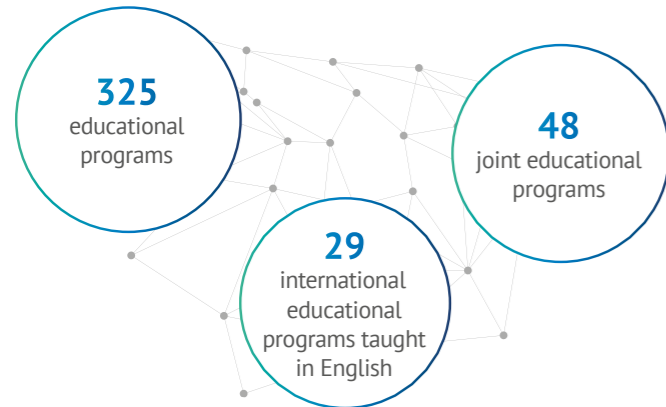 325
educational
programs
48
joint educational
programs
29
international
educational
programs taught
in English